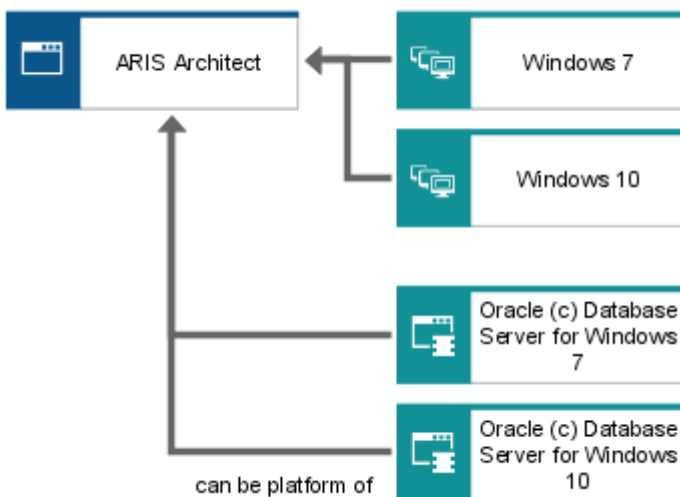 ARIS Architect
Windows 7
Windows 10
Oracle (c) Database
Server for Windows
7
Oracle (c) Database
Server for Windows
10
can be platform of